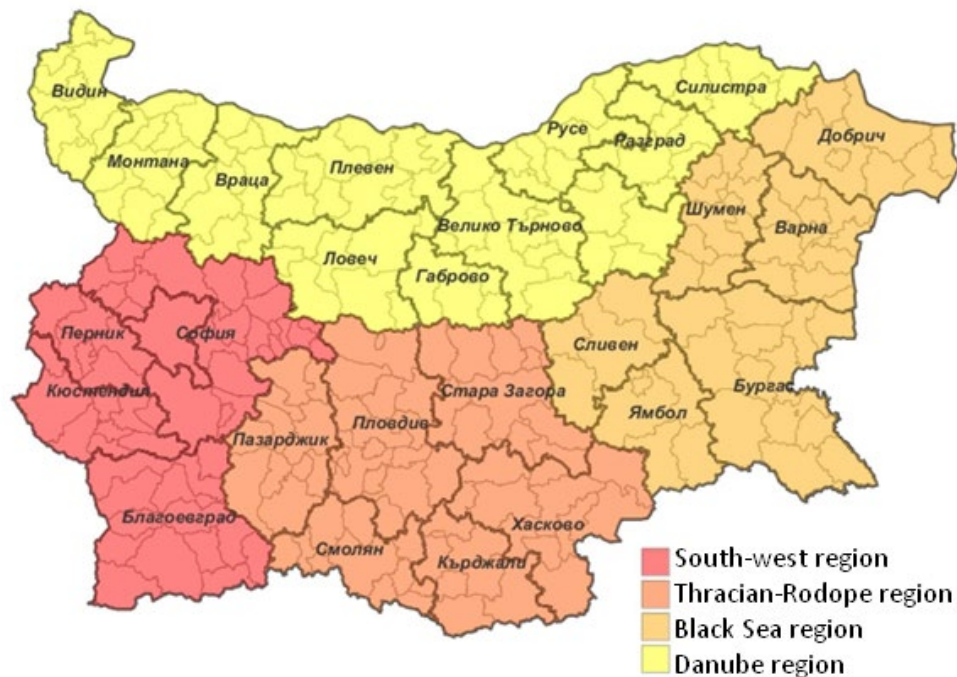 Видин
Монтана
Враца
Плевен
Ловеч
Габрово
Велико Търново
Русе
Разград
Силистра
Добрич
Шумен
Варна
Перник
София
Кюстендил
Благоевград
Пазарджик
Пловдив
Стара Загора
Сливен
Ямбол
Бургас
Смолян
Кърджали
Хасково
South-west region
Thracian-Rodope region
Black Sea region
Danube region